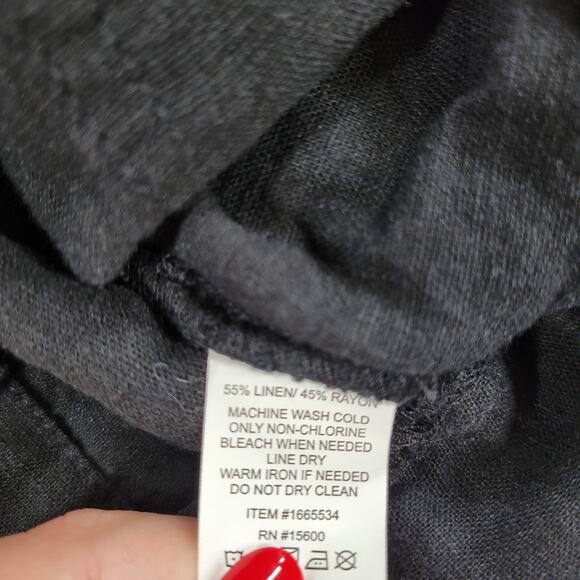 55% LINEN/ 45% RAYON
MACHINE WASH COLD
ONLY NON-CHLORINE
BLEACH WHEN NEEDED
LINE DRY
WARM IRON IF NEEDED
DO NOT DRY CLEAN
ITEM #1665534
RN #15600